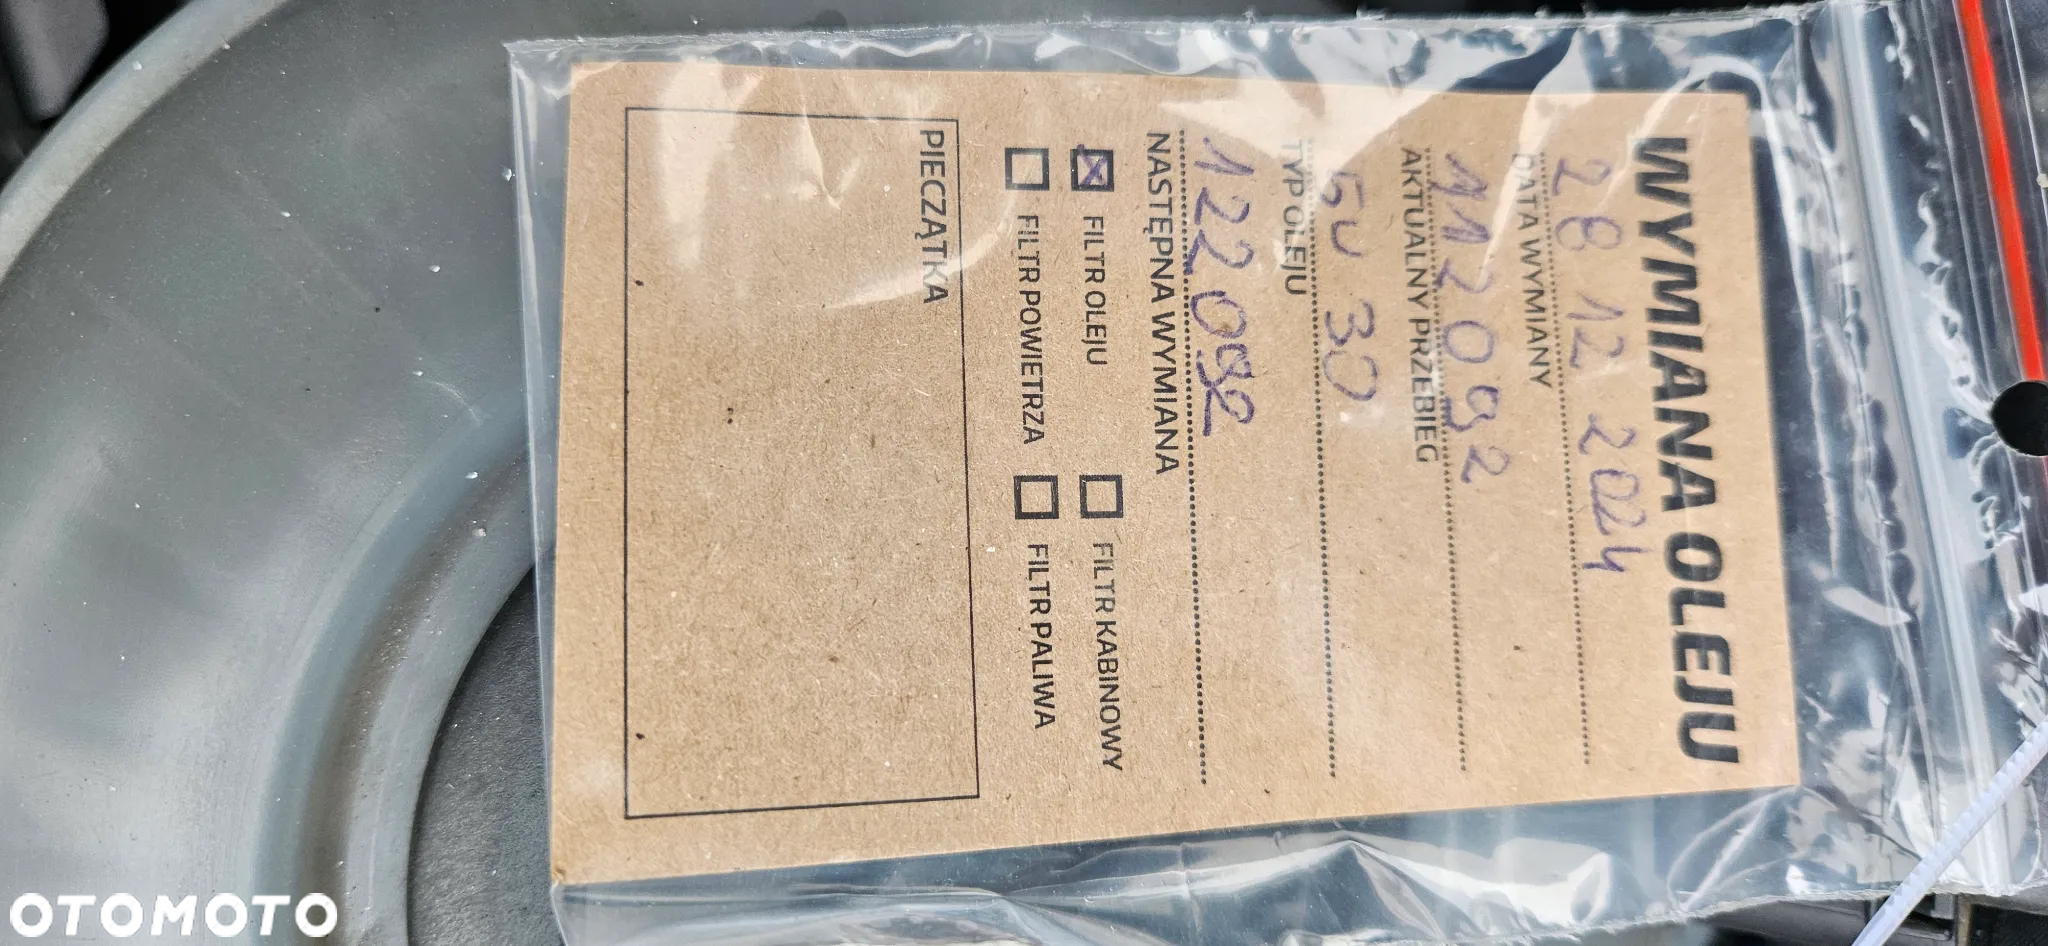 WYMIANA OLEJU
28 12 2024
DATA WYMIANY
112092
AKTUALNY PRZEBIEG
5W 30
TYP OLEJU
122092
NASTĘPNA WYMIANA
FILTR OLEJU FILTR KABINOWY
FILTR POWIETRZA FILTR PALIWA
PIECZĄTKA
OTOMOTO